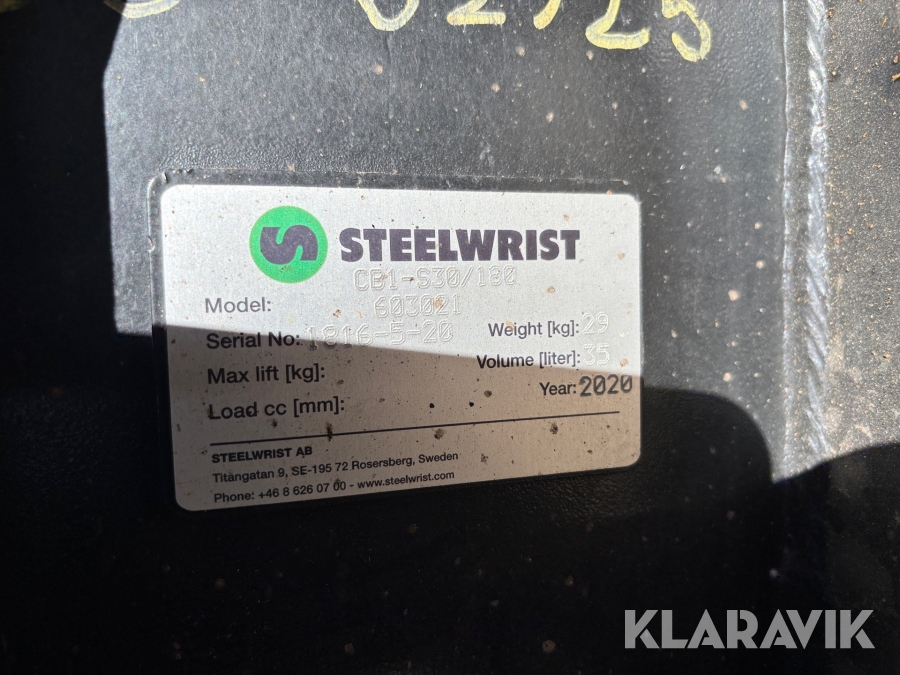 02725
STEELWRIST
CB1-S30/180
Model: 603021
Serial No: 1816-5-20 Weight [kg]: 29
Max lift [kg]: Volume [liter]: 35
Load cc [mm]: Year: 2020
STEELWRIST AB
Titangatan 9, SE-195 72 Rosersberg, Sweden
Phone: +46 8 626 07 00 - www.steelwrist.com
KLARAVIK